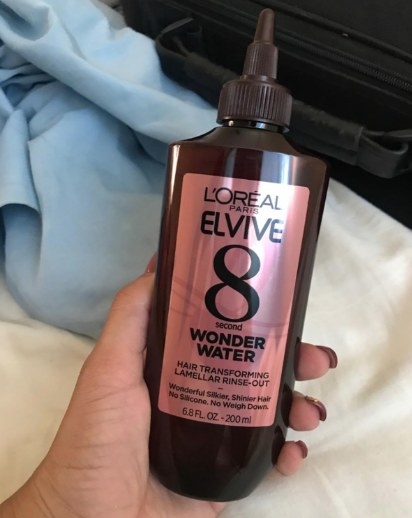 L'ORÉAL
PARIS
ELVIVE
8
second
WONDER
WATER
HAIR TRANSFORMING
LAMELLAR RINSE-OUT
Wonderful Silkier, Shinier Hair
No Silicone. No Weigh Down.
6.8 FL. OZ. - 200 ml